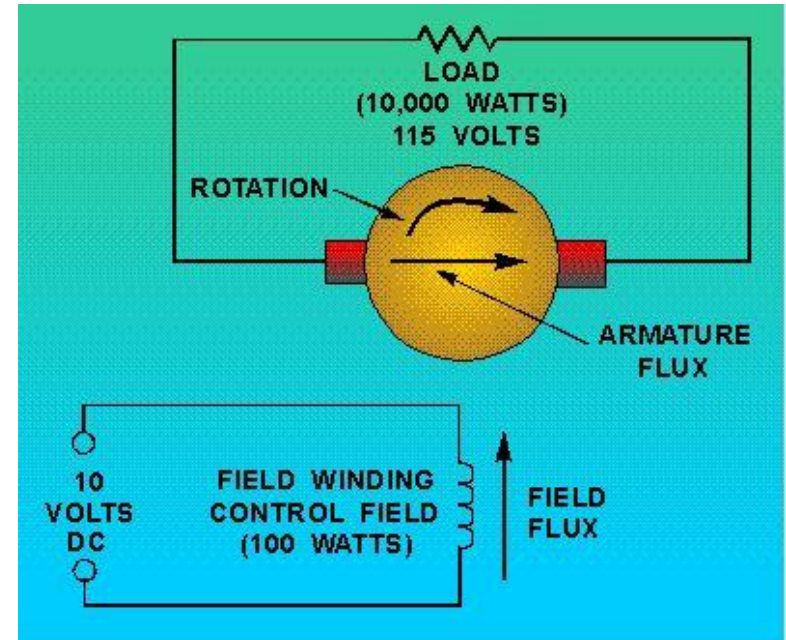 LOAD
(10,000 WATTS)
115 VOLTS
ROTATION
ARMATURE
FLUX
10
VOLTS
DC
FIELD WINDING
CONTROL FIELD
(100 WATTS)
FIELD
FLUX